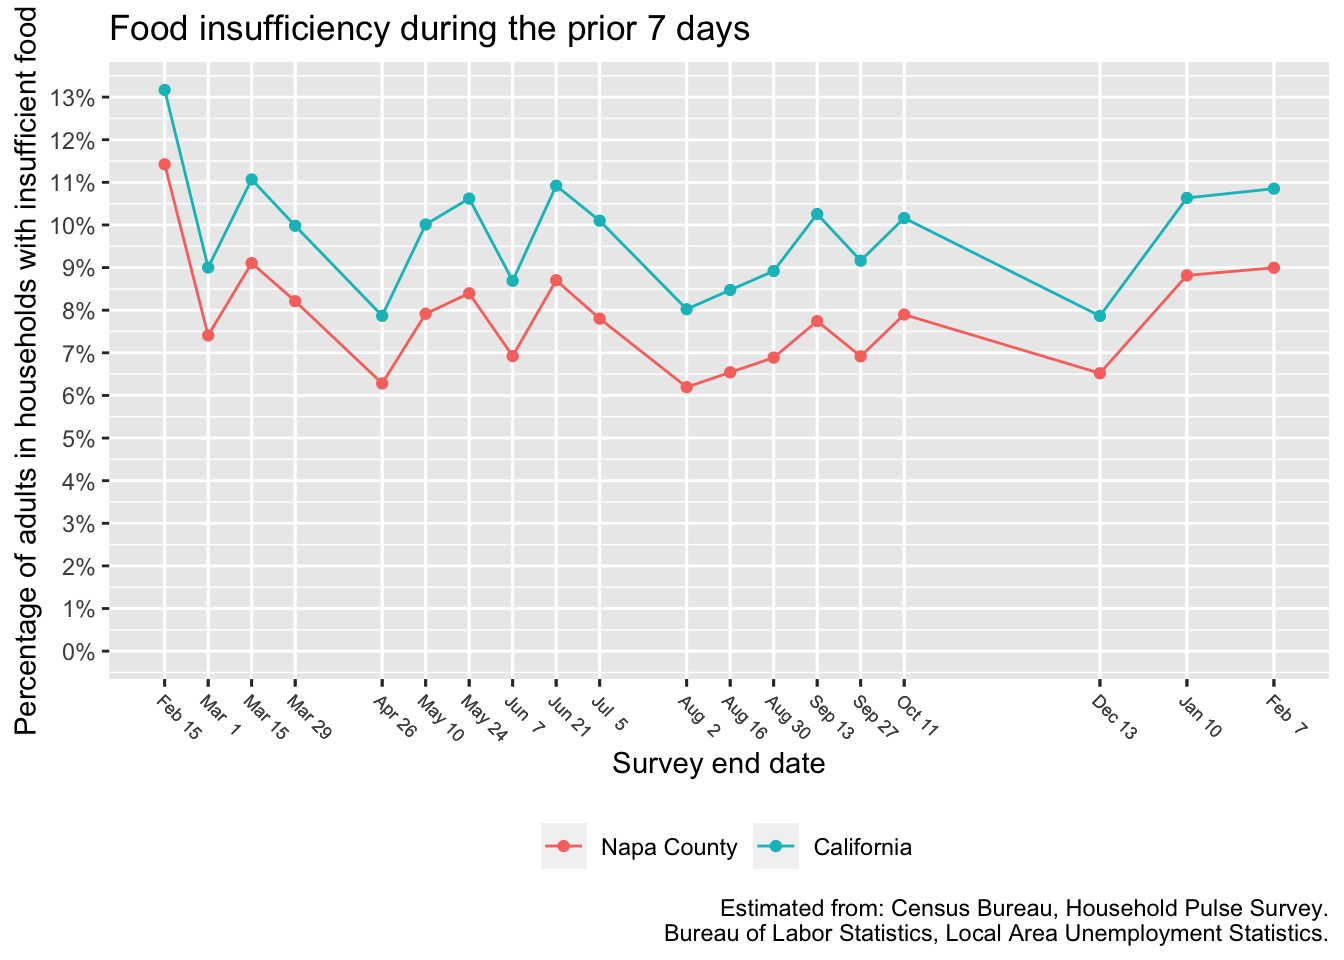 Food insufficiency during the prior 7 days
Percentage of adults in households with insufficient food
13%
12%
11%
10%
9%
8%
7%
6%
5%
4%
3%
2%
1%
0%
Feb 15
Mar 1
Mar 15
Mar 29
Apr 26
May 10
May 24
Jun 7
Jun 21
Jul 5
Aug 2
Aug 16
Aug 30
Sep 13
Sep 27
Oct 11
Dec 13
Jan 10
Feb 7
Survey end date
Napa County
California
Estimated from: Census Bureau, Household Pulse Survey.
Bureau of Labor Statistics, Local Area Unemployment Statistics.